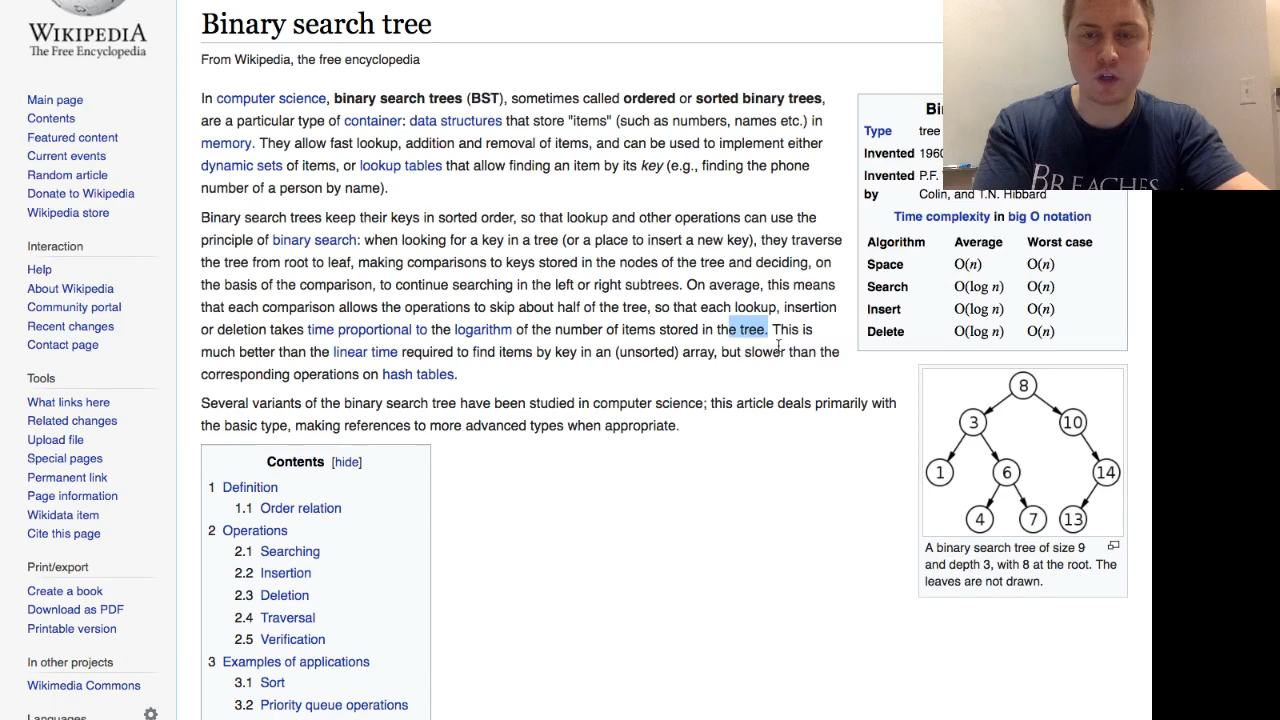 WIKIPEDIA
The Free Encyclopedia
Main page
Contents
Featured content
Current events
Random article
Donate to Wikipedia
Wikipedia store
Interaction
Help
About Wikipedia
Community portal
Recent changes
Contact page
Tools
What links here
Related changes
Upload file
Special pages
Permanent link
Page information
Wikidata item
Cite this page
Print/export
Create a book
Download as PDF
Printable version
In other projects
Wikimedia Commons
Languages
Binary search tree
From Wikipedia, the free encyclopedia
In computer science, binary search trees (BST), sometimes called ordered or sorted binary trees,
are a particular type of container: data structures that store "items" (such as numbers, names etc.) in
memory. They allow fast lookup, addition and removal of items, and can be used to implement either
dynamic sets of items, or lookup tables that allow finding an item by its key (e.g., finding the phone
number of a person by name).
Binary search trees keep their keys in sorted order, so that lookup and other operations can use the
principle of binary search: when looking for a key in a tree (or a place to insert a new key), they traverse
the tree from root to leaf, making comparisons to keys stored in the nodes of the tree and deciding, on
the basis of the comparison, to continue searching in the left or right subtrees. On average, this means
that each comparison allows the operations to skip about half of the tree, so that each lookup, insertion
or deletion takes time proportional to the logarithm of the number of items stored in the tree. This is
much better than the linear time required to find items by key in an (unsorted) array, but slower than the
corresponding operations on hash tables.
Several variants of the binary search tree have been studied in computer science; this article deals primarily with
the basic type, making references to more advanced types when appropriate.
Contents [hide]
1 Definition
1.1 Order relation
2 Operations
2.1 Searching
2.2 Insertion
2.3 Deletion
2.4 Traversal
2.5 Verification
3 Examples of applications
3.1 Sort
3.2 Priority queue operations
Type tree
Invented 1960
Invented P.F.
by Colin, and T.N. Hibbard
Time complexity in big O notation
Algorithm Average Worst case
Space O(n) O(n)
Search O(log n) O(n)
Insert O(log n) O(n)
Delete O(log n) O(n)
8
3 10
1 6 14
4 7 13
A binary search tree of size 9
and depth 3, with 8 at the root. The
leaves are not drawn.
BREACHES